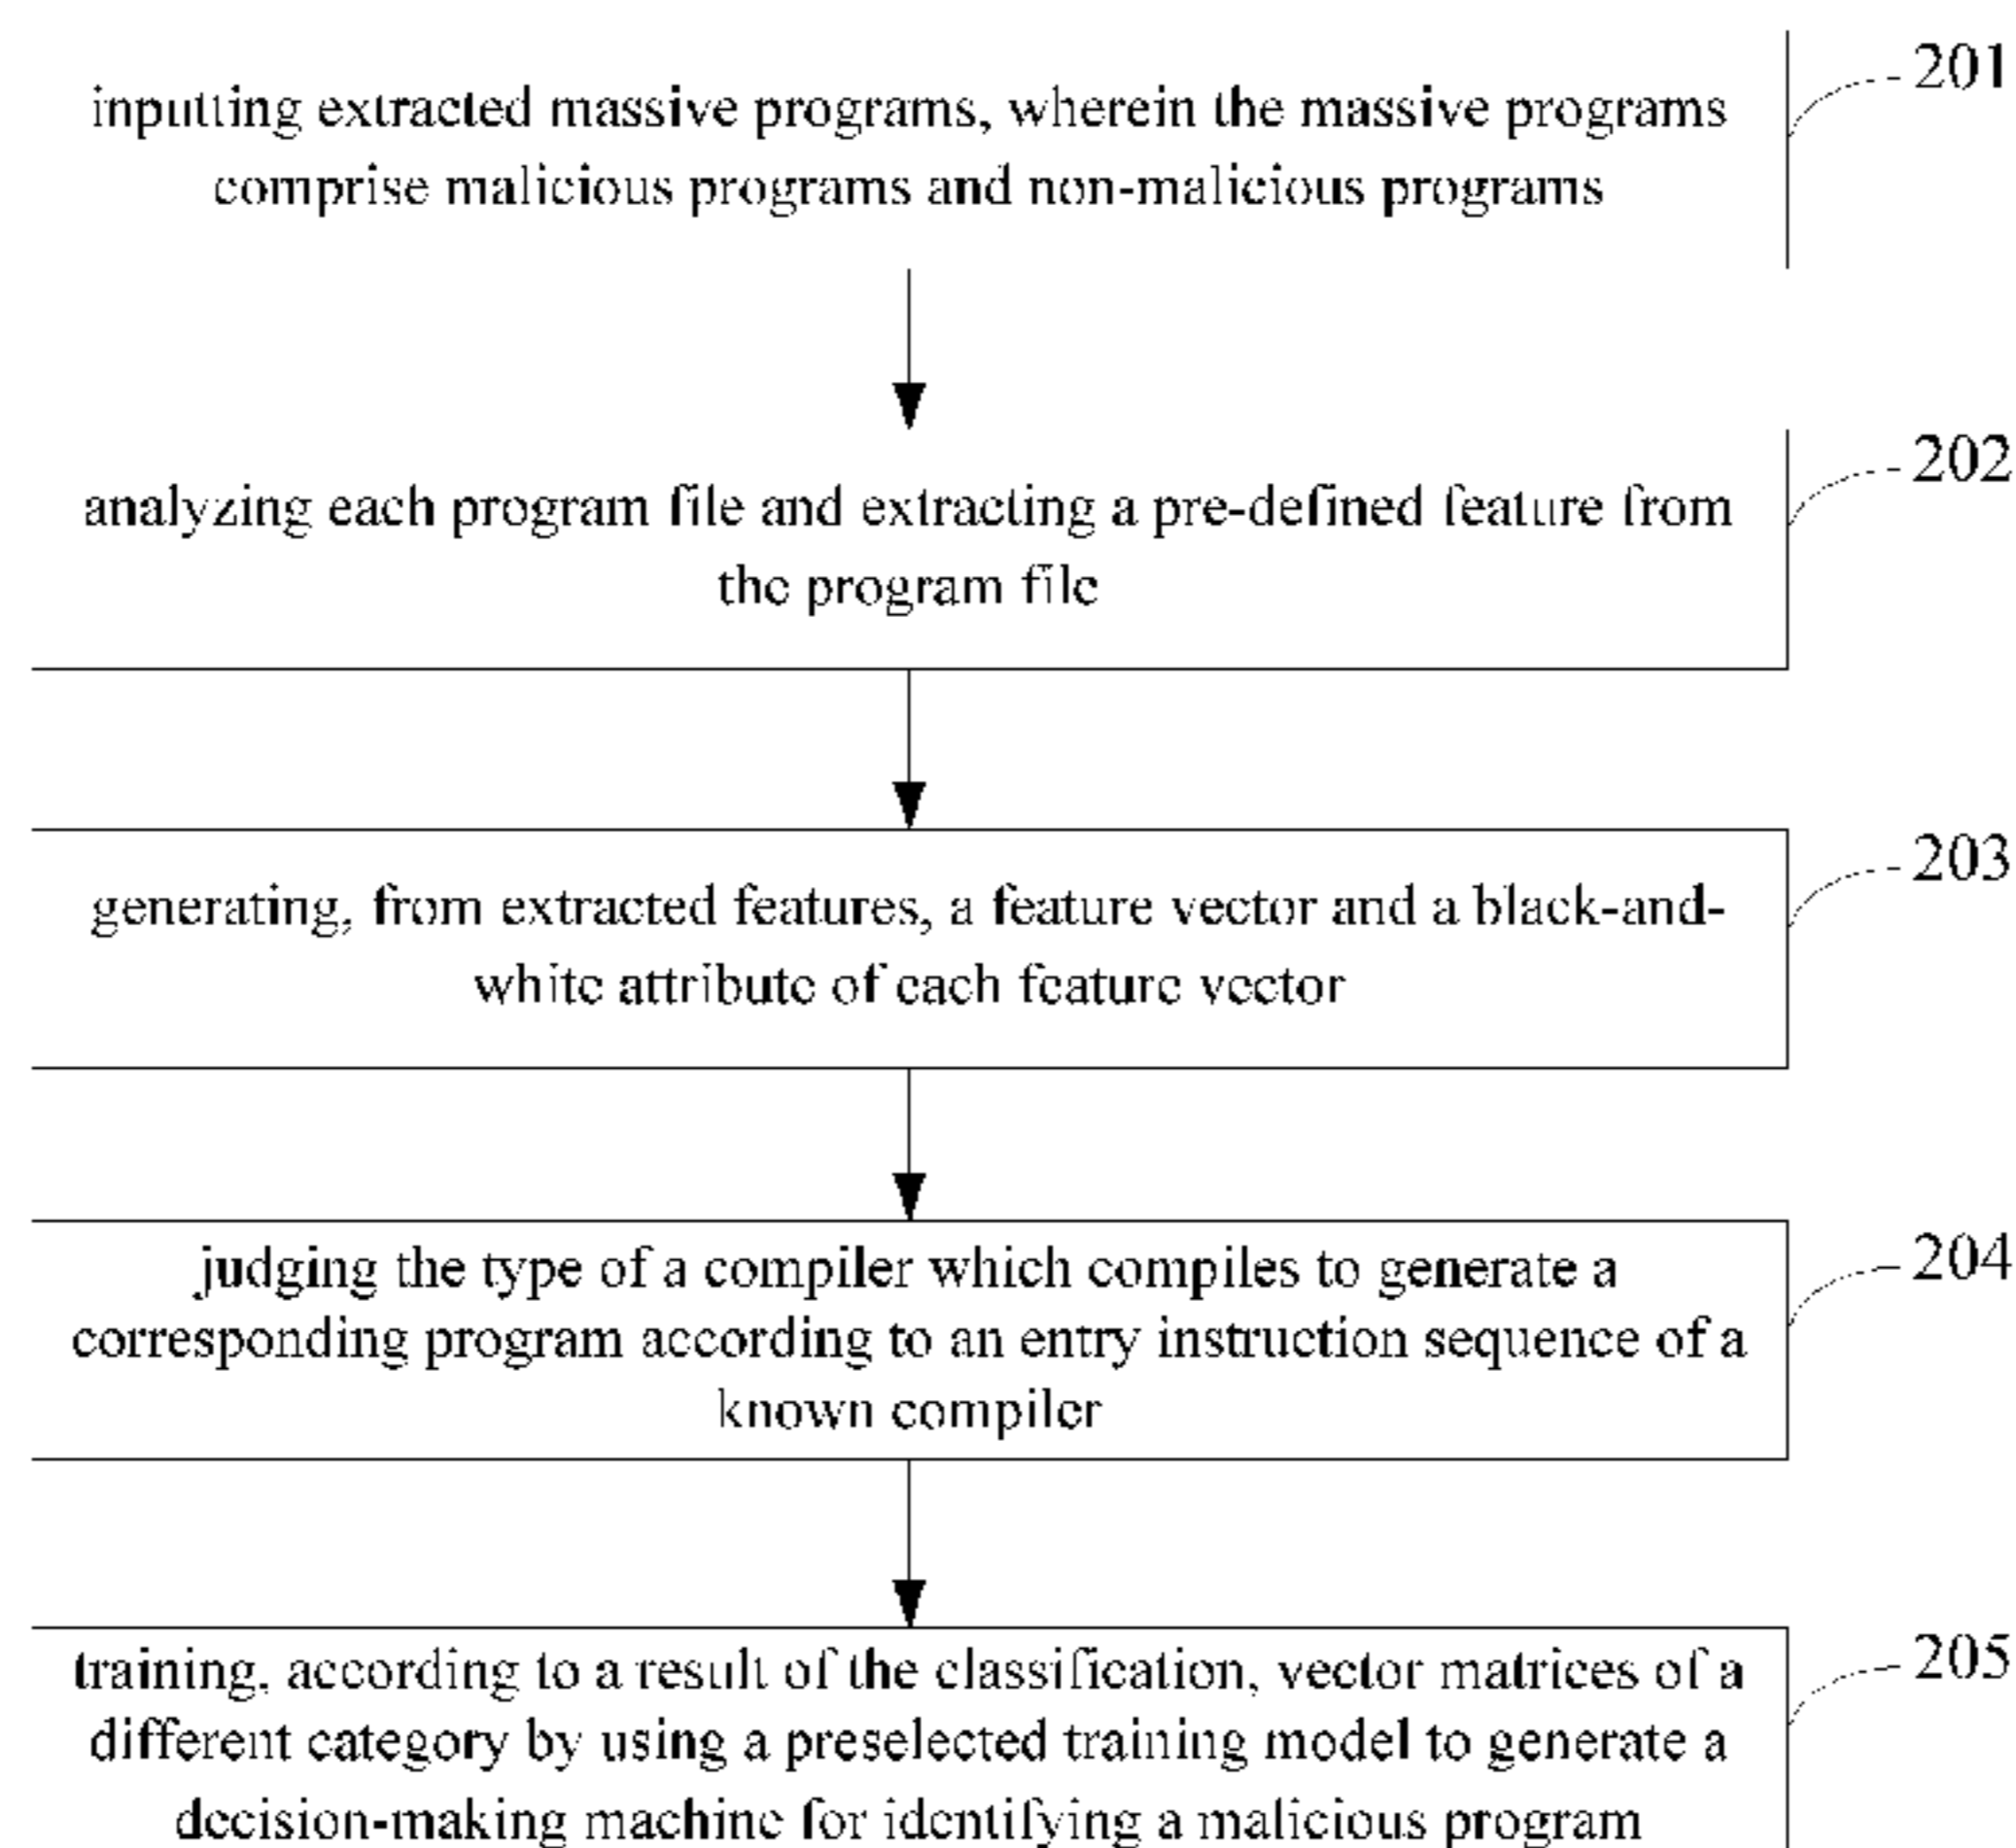 inputting extracted massive programs, wherein the massive programs
comprise malicious programs and non-malicious programs
201
analyzing each program file and extracting a pre-defined feature from
the program file
202
generating, from extracted features, a feature vector and a black-and-
white attribute of each feature vector
203
judging the type of a compiler which compiles to generate a
corresponding program according to an entry instruction sequence of a
known compiler
204
training, according to a result of the classification, vector matrices of a
different category by using a preselected training model to generate a
decision-making machine for identifying a malicious program
205